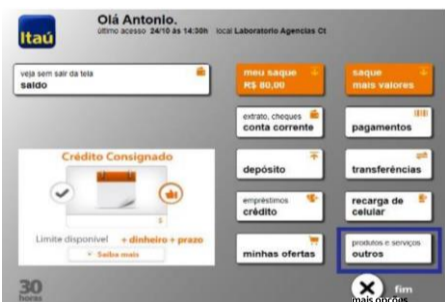 Itaú
Olá Antonio.
último acesso 24/10 às 14:30h local Laboratorio Agencias Ct
veja sem sair da tela
saldo
meu saque
R$ 80,00
saque
mais valores
extrato, cheques
conta corrente
pagamentos
Crédito Consignado
depósito
transferências
$
empréstimos
crédito
recarga de
celular
Limite disponível + dinheiro + prazo
Saiba mais
minhas ofertas
produtos e serviços
outros
30
horas
fim
mais opções